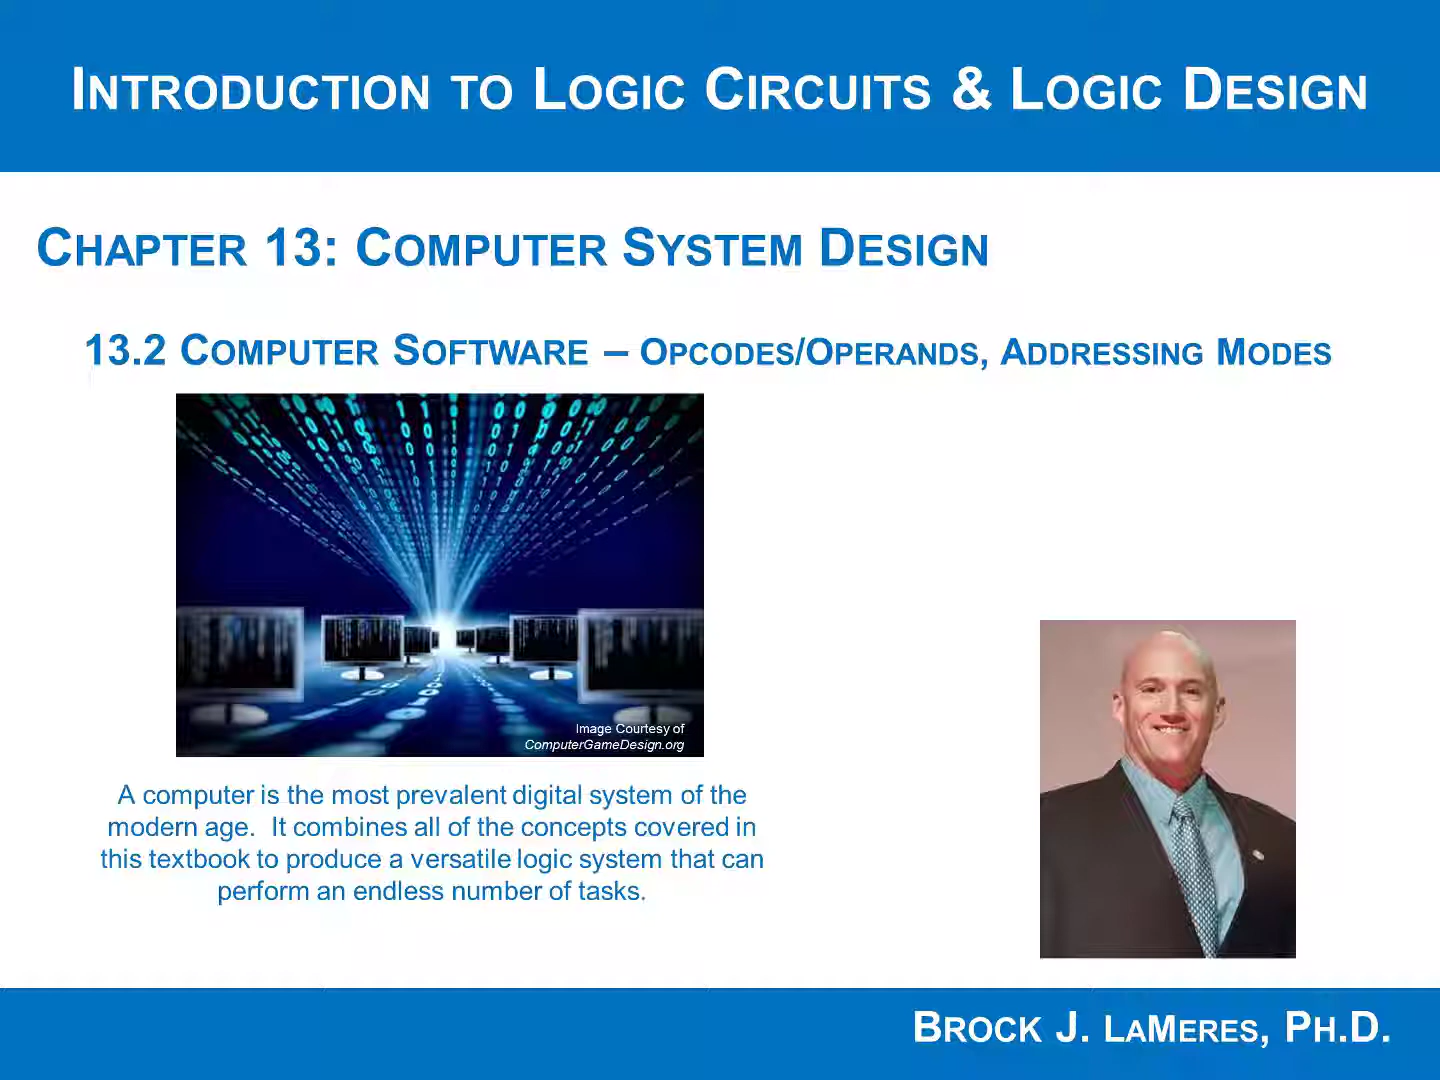 INTRODUCTION TO LOGIC CIRCUITS & LOGIC DESIGN
CHAPTER 13: COMPUTER SYSTEM DESIGN
13.2 COMPUTER SOFTWARE – OPCODES/OPERANDS, ADDRESSING MODES
Image Courtesy of
ComputerGameDesign.org
A computer is the most prevalent digital system of the
modern age. It combines all of the concepts covered in
this textbook to produce a versatile logic system that can
perform an endless number of tasks.
BROCK J. LAMERES, PH.D.